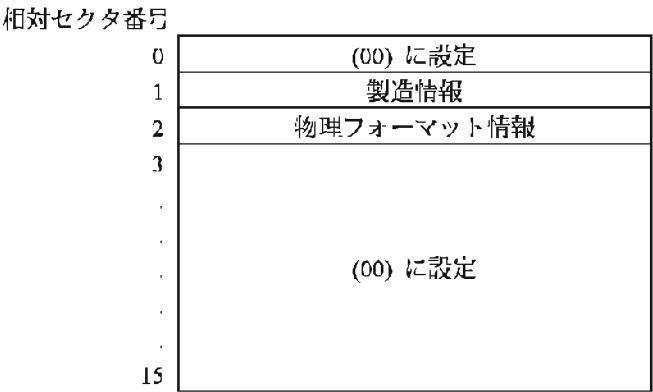 相対セクタ番号
0 (00) に設定
1 製造情報
2 物理フォーマット情報
3
.
.
. (00) に設定
.
.
15